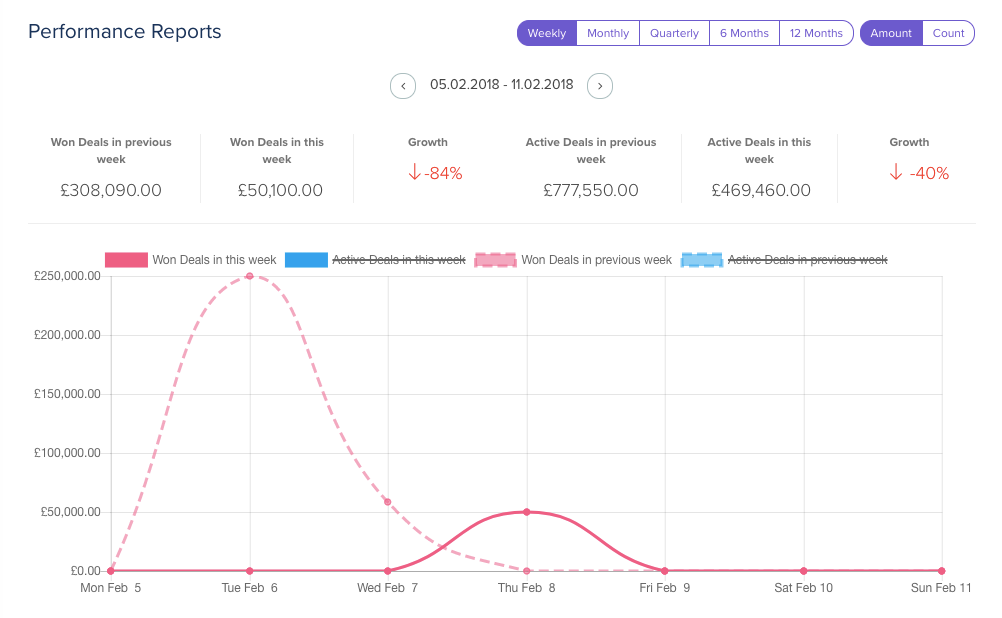 Performance Reports
Weekly Monthly Quarterly 6 Months 12 Months Amount Count
05.02.2018 - 11.02.2018
Won Deals in previous week
£308,090.00
Won Deals in this week
£50,100.00
Growth
-84%
Active Deals in previous week
£777,550.00
Active Deals in this week
£469,460.00
Growth
-40%
Won Deals in this week Active Deals in this week Won Deals in previous week Active Deals in previous week
£250,000.00
£200,000.00
£150,000.00
£100,000.00
£50,000.00
£0.00
Mon Feb 5 Tue Feb 6 Wed Feb 7 Thu Feb 8 Fri Feb 9 Sat Feb 10 Sun Feb 11